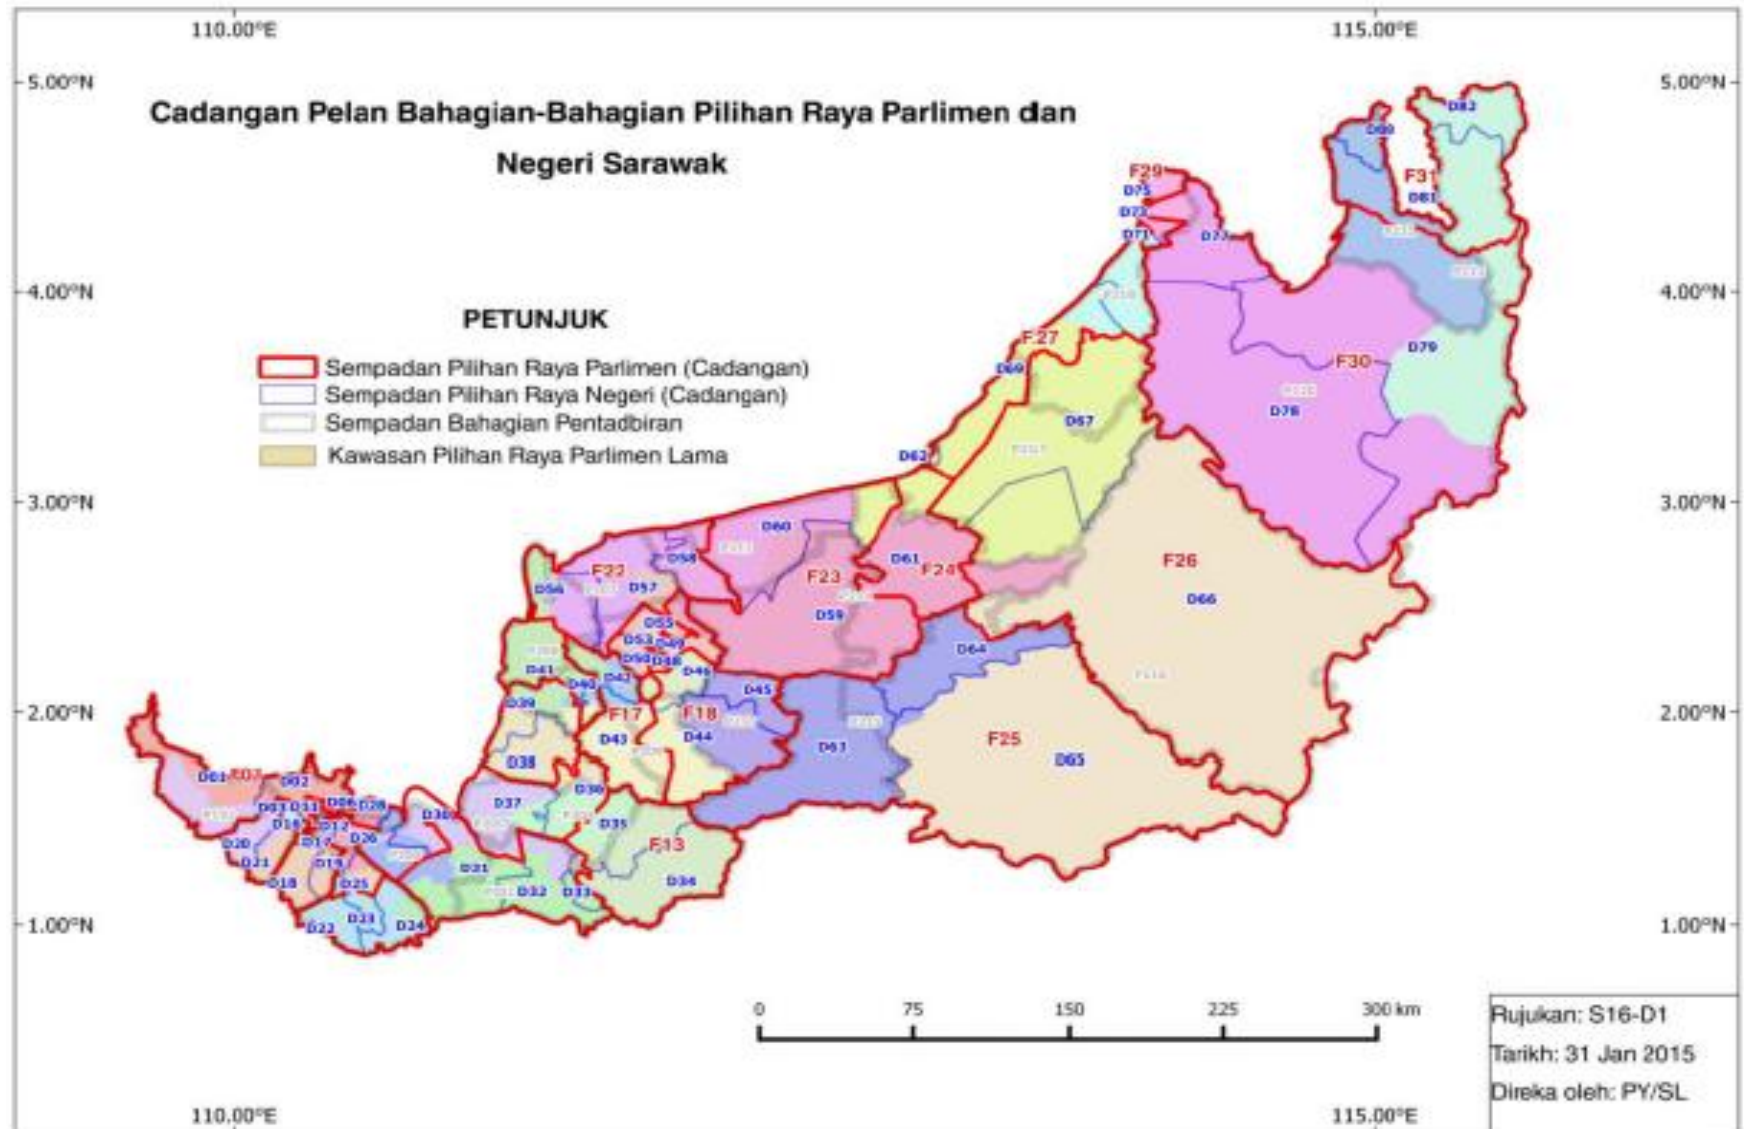 110.00°E
115.00°E
5.00°N
5.00°N
Cadangan Pelan Bahagian-Bahagian Pilihan Raya Parlimen dan
Negeri Sarawak
D82
D80
F31
D81
F29
D75
D73
D71
D77
4.00°N
4.00°N
PETUNJUK
Sempadan Pilihan Raya Parlimen (Cadangan)
Sempadan Pilihan Raya Negeri (Cadangan)
Sempadan Bahagian Pentadbiran
Kawasan Pilihan Raya Parlimen Lama
F27
D69
D79
F30
D78
D67
D62
3.00°N
3.00°N
D60
D58
D61
F24
F23
F22
D57
D56
D59
F26
D66
D55
D53
D49
D50
D48
D64
D41
D42
D46
D40
D45
D39
2.00°N
2.00°N
F17
F18
D43
D44
D63
F25
D65
D38
D01
D02
D36
D37
D03
D11
D06
D28
D30
D16
D12
D35
D17
D26
D20
F13
D21
D19
D31
D18
D25
D32
D33
D34
D22
D23
D24
1.00°N
1.00°N
0
75
150
225
300 km
Rujukan: S16-D1
Tarikh: 31 Jan 2015
Direka oleh: PY/SL
110.00°E
115.00°E